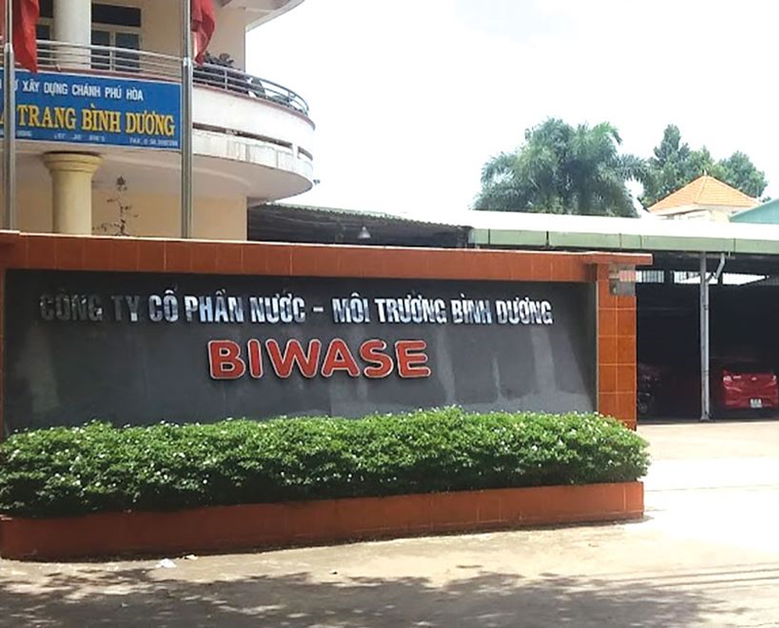 XÂY DỰNG CHÁNH PHÚ HÒA
TRANG BÌNH DƯƠNG
CÔNG TY CỔ PHẦN NƯỚC - MÔI TRƯỜNG BÌNH DƯƠNG
BIWASE